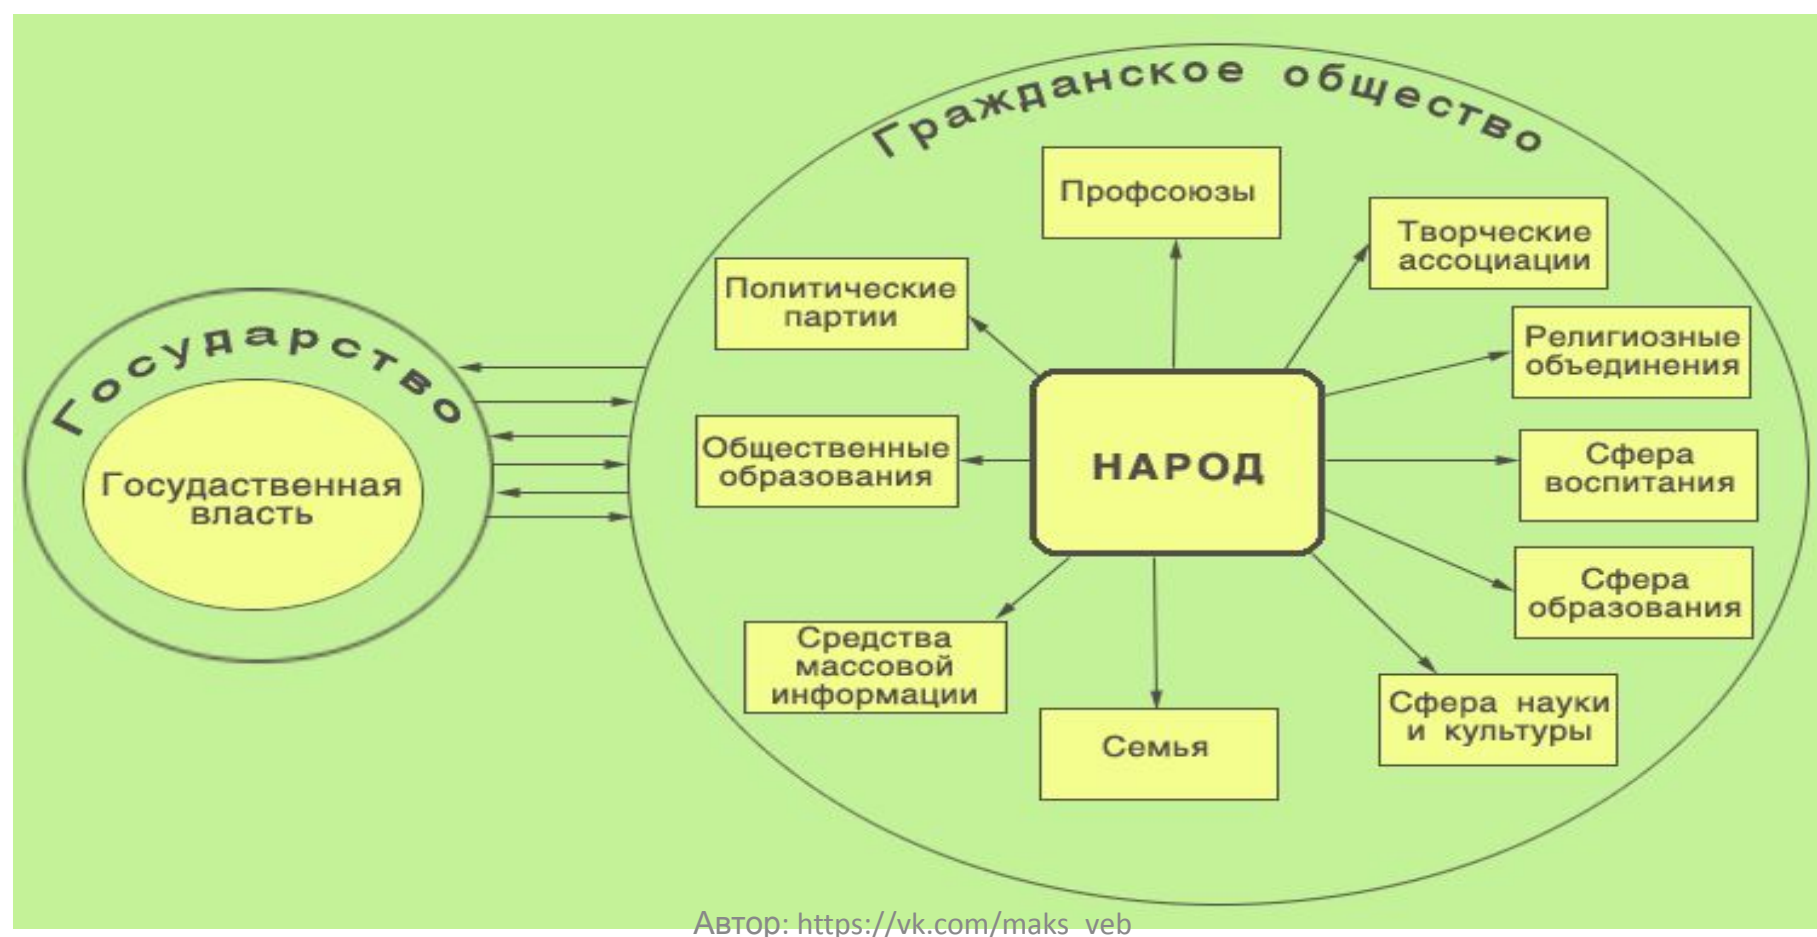 Гражданское общество
Профсоюзы
Творческие
ассоциации
Политические
партии
Религиозные
объединения
Государство
НАРОД
Общественные
образования
Сфера
воспитания
Государственная
власть
Сфера
образования
Средства
массовой
информации
Сфера науки
и культуры
Семья
Автор: https://vk.com/maks_veb